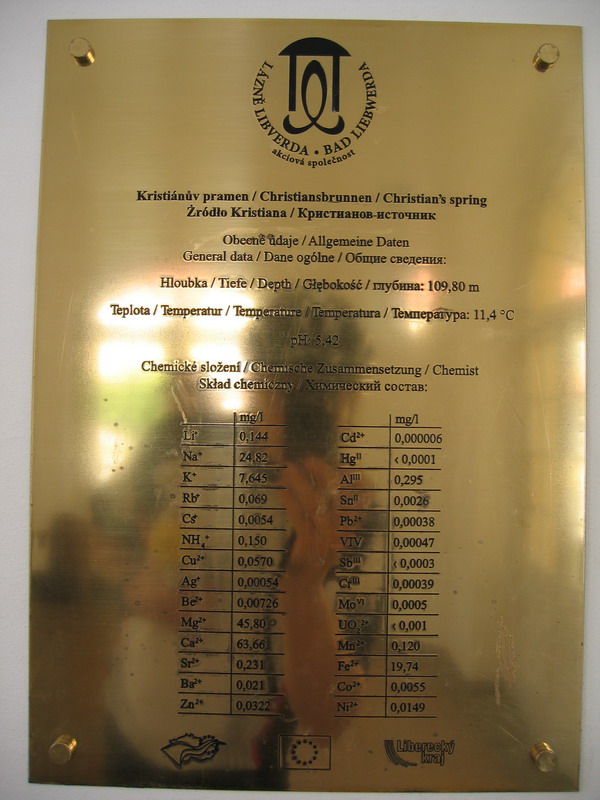 LÁZNĚ LIBVERDA • BAD LIEBWERDA
akciová společnost
Kristiánův pramen / Christiansbrunnen / Christian's spring
Źródło Kristiana / Кристианов-источник
Obecné údaje / Allgemeine Daten
General data / Dane ogólne / Общие сведения:
Hloubka / Tiefe / Depth / Głębokość / глубина: 109,80 m
Teplota / Temperatur / Temperature / Temperatura / Температура: 11,4 °C
pH: 5,42
Chemické složení / Chemische Zusammensetzung / Chemist
Skład chemiczny / Химический состав:
mg/l
Li⁺ 0,144
Na⁺ 24,82
K⁺ 7,645
Rb⁺ 0,069
Cs⁺ 0,0054
NH₄⁺ 0,150
Cu²⁺ 0,0570
Ag⁺ 0,00054
Be²⁺ 0,00726
Mg²⁺ 45,80
Ca²⁺ 63,66
Sr²⁺ 0,231
Ba²⁺ 0,021
Zn²⁺ 0,0322
mg/l
Cd²⁺ 0,000006
Hgᴵᴵ ‹ 0,0001
Alᴵᴵᴵ 0,295
Snᴵᴵ 0,0026
Pb²⁺ 0,00038
VIV 0,00047
Sbᴵᴵᴵ ‹ 0,0003
Crᴵᴵᴵ 0,00039
Moⱽᴵ 0,0005
UO₂²⁺ ‹ 0,001
Mn²⁺ 0,120
Fe²⁺ 19,74
Co²⁺ 0,0055
Ni²⁺ 0,0149
Liberecký
kraj